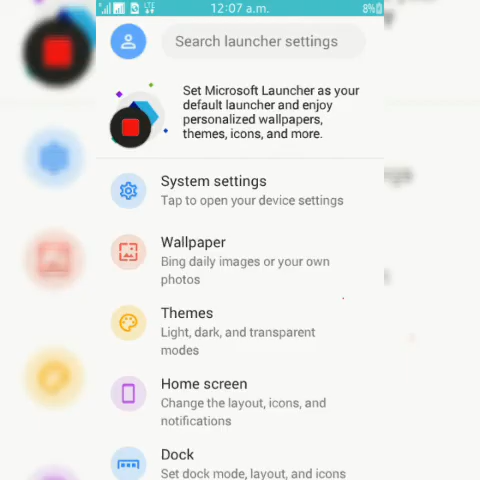 LTE 12:07 a.m. 8%
Search launcher settings
Set Microsoft Launcher as your
default launcher and enjoy
personalized wallpapers,
themes, icons, and more.
System settings
Tap to open your device settings
Wallpaper
Bing daily images or your own
photos
Themes
Light, dark, and transparent
modes
Home screen
Change the layout, icons, and
notifications
Dock
Set dock mode, layout, and icons